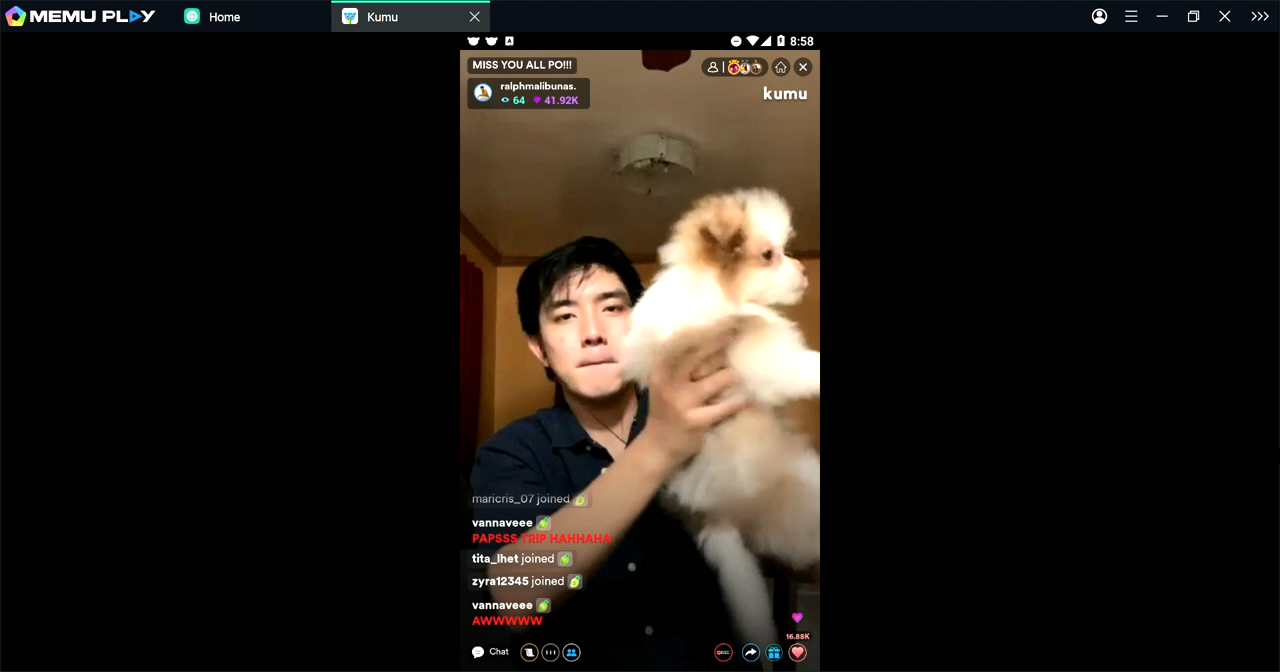 MEMU PLAY
Home
Kumu
8:58
MISS YOU ALL PO!!!
ralphmalibunas.
64 41.92K
kumu
maricris_07 joined
vannaveee
PAPSSS TRIP HAHHAHA
tita_lhet joined
zyra12345 joined
vannaveee
AWWWWW
16.88K
Chat
REC